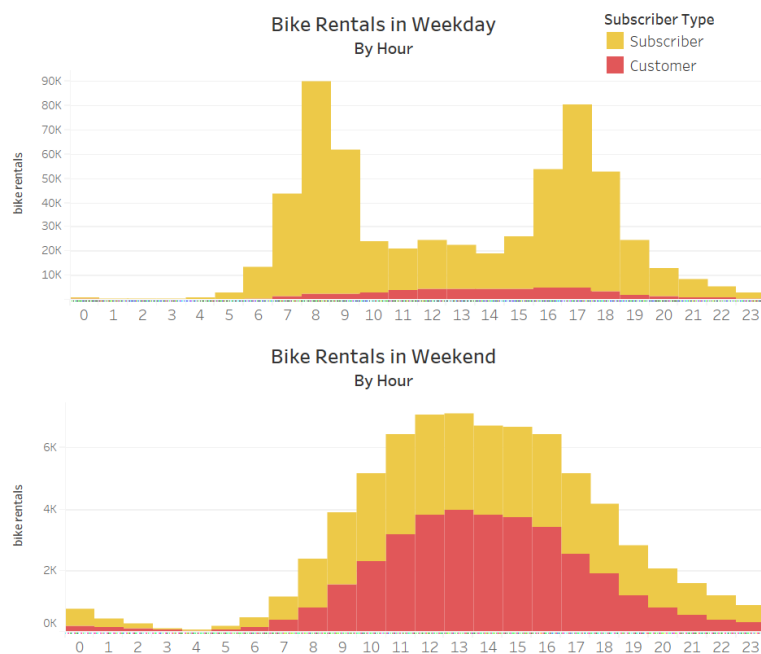 Bike Rentals in Weekday
By Hour
Subscriber Type
Subscriber
Customer
90K
80K
70K
60K
50K
40K
30K
20K
10K
bike rentals
0 1 2 3 4 5 6 7 8 9 10 11 12 13 14 15 16 17 18 19 20 21 22 23
Bike Rentals in Weekend
By Hour
6K
4K
2K
0K
bike rentals
0 1 2 3 4 5 6 7 8 9 10 11 12 13 14 15 16 17 18 19 20 21 22 23